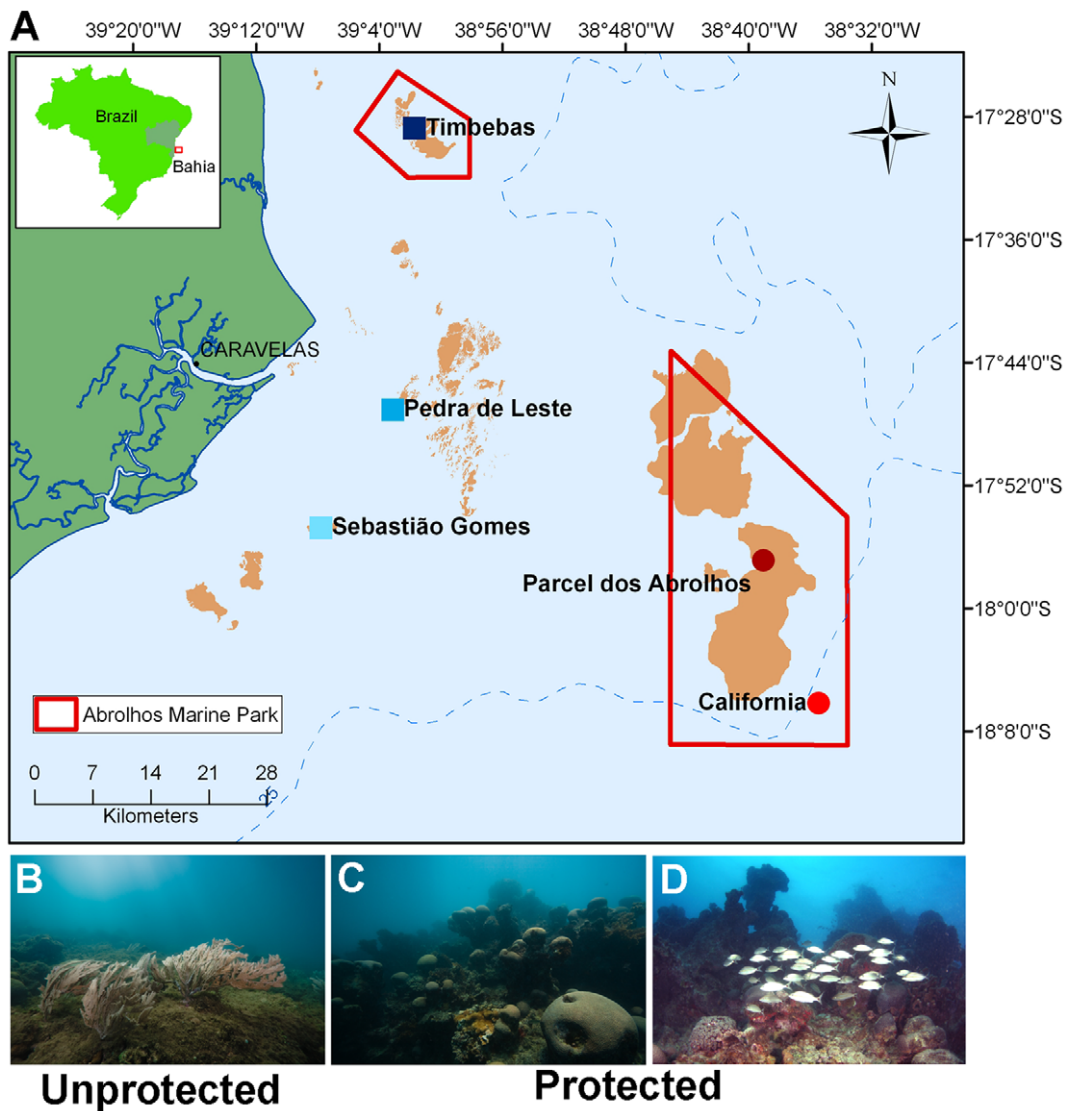 A
39°20'0"W 39°12'0"W 39°4'0"W 38°56'0"W 38°48'0"W 38°40'0"W 38°32'0"W
Brazil
Bahia
N
Timbebas
17°28'0"S
17°36'0"S
CARAVELAS
17°44'0"S
Pedra de Leste
17°52'0"S
Sebastião Gomes
Parcel dos Abrolhos
18°0'0"S
California
Abrolhos Marine Park
18°8'0"S
0 7 14 21 28
25
Kilometers
B
C
D
Unprotected
Protected